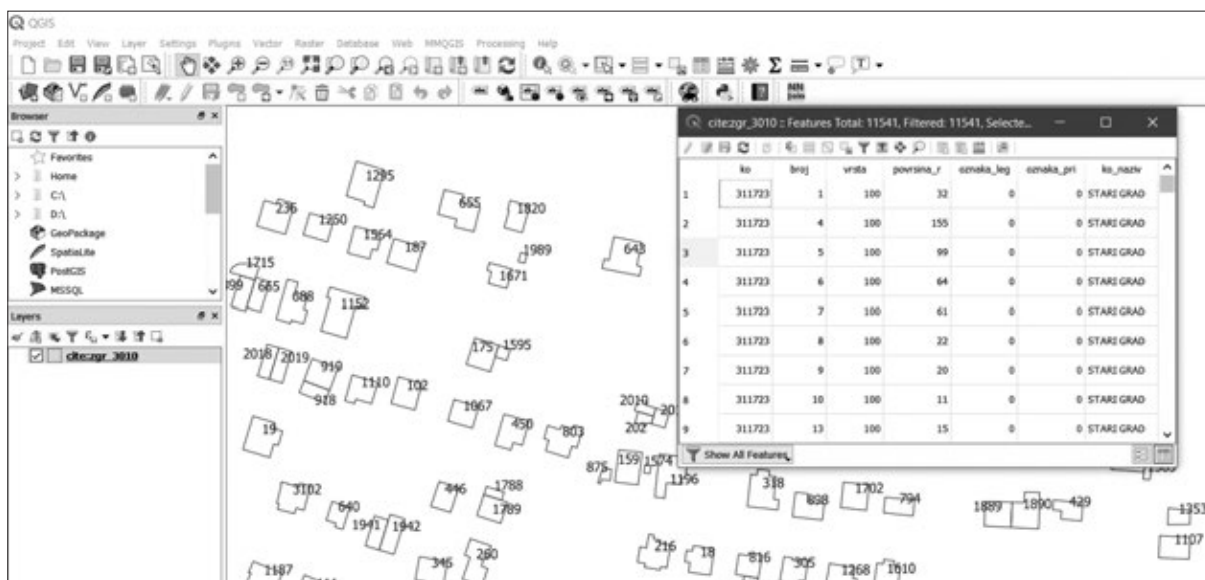 QGIS
Project Edit View Layer Settings Plugins Vector Raster Database Web MMQGIS Processing Help
Browser
Favorites
Home
C:\
D:\
GeoPackage
SpatiaLite
PostGIS
MSSQL
Layers
cite:zgr_3010
cite:zgr_3010 :: Features Total: 11541, Filtered: 11541, Selecte...
ko broj vrsta povrsina_r oznaka_leg oznaka_pri ko_naziv
1 311723 1 100 32 0 0 STARI GRAD
2 311723 4 100 155 0 0 STARI GRAD
3 311723 5 100 99 0 0 STARI GRAD
4 311723 6 100 64 0 0 STARI GRAD
5 311723 7 100 61 0 0 STARI GRAD
6 311723 8 100 22 0 0 STARI GRAD
7 311723 9 100 20 0 0 STARI GRAD
8 311723 10 100 11 0 0 STARI GRAD
9 311723 13 100 15 0 0 STARI GRAD
Show All Features
1295
236 1250 655 1820
1564 187 1989 643
1715 1671
665 688 1152
2018 2019 919 175 1595
918 1110 102
1067 450 803 2010
19 202
875 159 1574 1196
3102 446 1788 318 898 1702 794 1889 1890 429 1353
640 1789
1941 1942 1107
346 260 216 18 816 305 1268 1610
1187